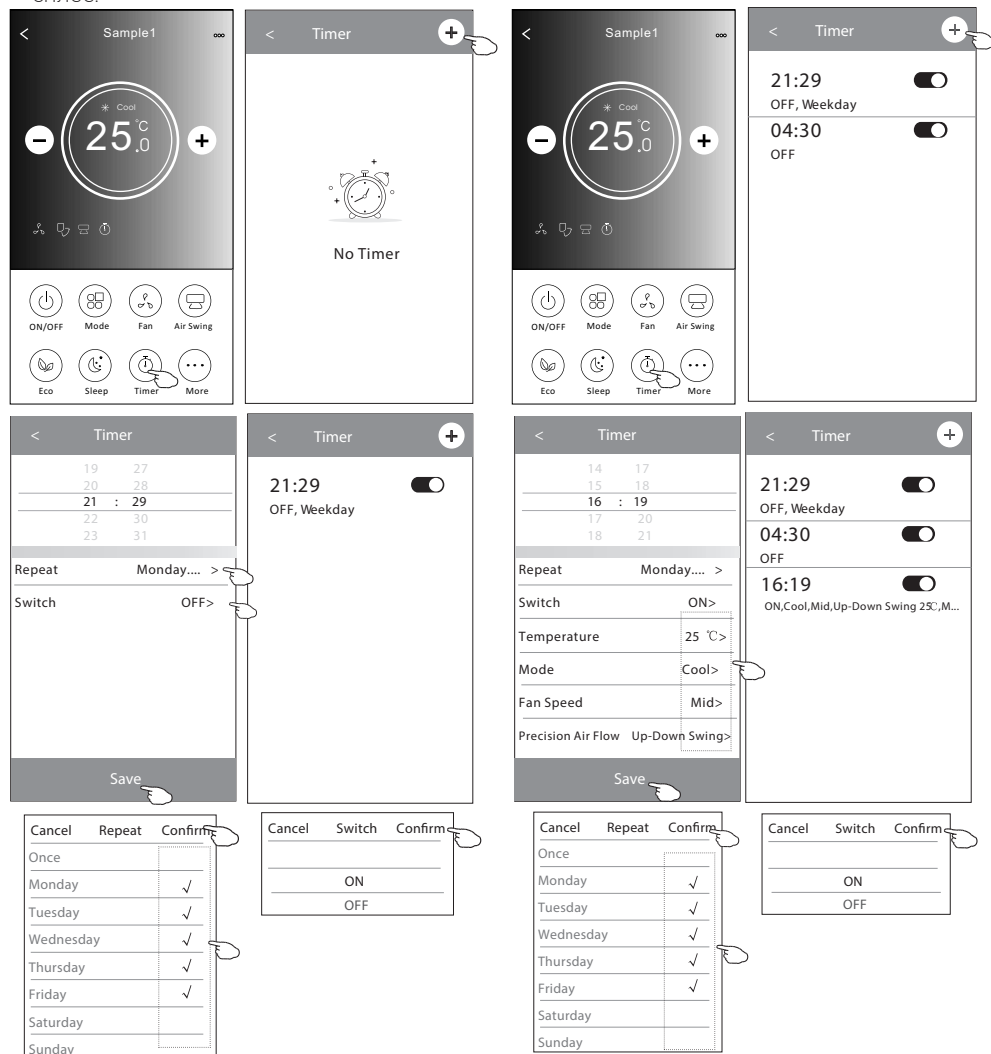 Sample1
Cool
25.0 °C
ON/OFF Mode Fan Air Swing
Eco Sleep Timer More
< Timer +
No Timer
< Sample1
Cool
25.0 °C
ON/OFF Mode Fan Air Swing
Eco Sleep Timer More
< Timer +
21:29
OFF, Weekday
04:30
OFF
< Timer
19 27
20 28
21 : 29
22 30
23 31
Repeat Monday.... >
Switch OFF>
Save
< Timer +
21:29
OFF, Weekday
< Timer
14 17
15 18
16 : 19
17 20
18 21
Repeat Monday.... >
Switch ON>
Temperature 25 °C>
Mode Cool>
Fan Speed Mid>
Precision Air Flow Up-Down Swing>
Save
< Timer +
21:29
OFF, Weekday
04:30
OFF
16:19
ON,Cool,Mid,Up-Down Swing 25°C,M...
Cancel Repeat Confirm
Once
Monday √
Tuesday √
Wednesday √
Thursday √
Friday √
Saturday
Sunday
Cancel Switch Confirm
ON
OFF
Cancel Repeat Confirm
Once
Monday √
Tuesday √
Wednesday √
Thursday √
Friday √
Saturday
Sunday
Cancel Switch Confirm
ON
OFF